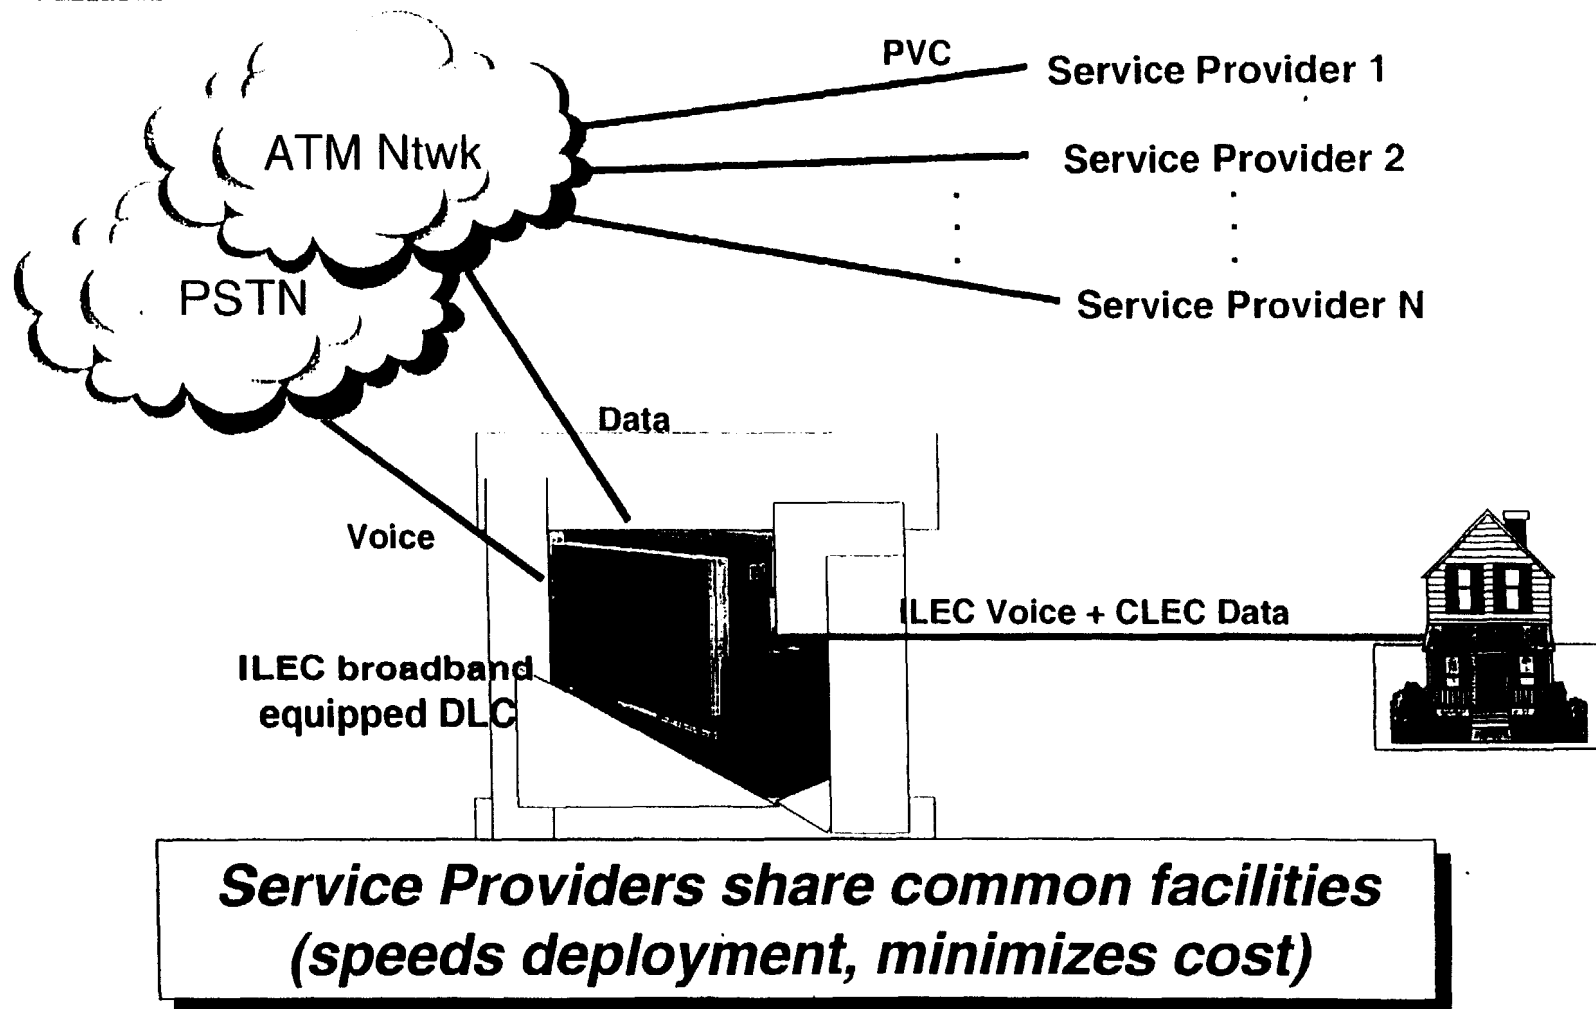 PVC
Service Provider 1
ATM Ntwk
Service Provider 2
PSTN
Service Provider N
Data
Voice
ILEC Voice + CLEC Data
ILEC broadband
equipped DLC
Service Providers share common facilities
(speeds deployment, minimizes cost)